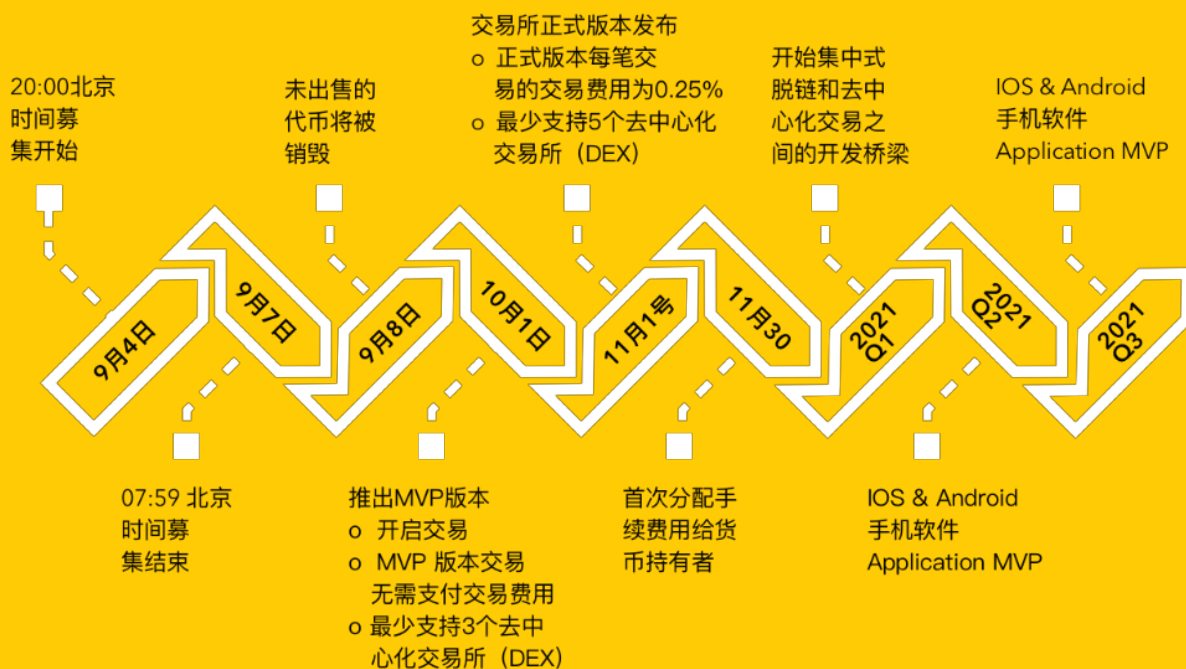 20:00北京
时间募
集开始
未出售的
代币将被
销毁
交易所正式版本发布
o 正式版本每笔交
易的交易费用为0.25%
o 最少支持5个去中心化
交易所（DEX）
开始集中式
脱链和去中
心化交易之
间的开发桥梁
IOS & Android
手机软件
Application MVP
9月4日
9月7日
9月8日
10月1日
11月1号
11月30
2021
Q1
2021
Q2
2021
Q3
07:59 北京
时间募
集结束
推出MVP版本
o 开启交易
o MVP 版本交易
无需支付交易费用
o 最少支持3个去中
心化交易所（DEX）
首次分配手
续费用给货
币持有者
IOS & Android
手机软件
Application MVP